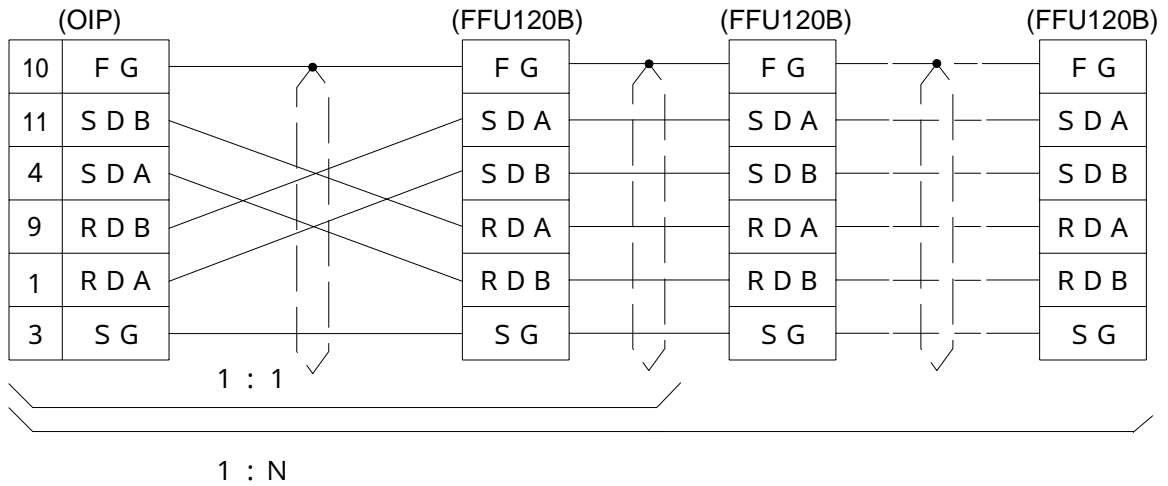 (OIP) (FFU120B) (FFU120B) (FFU120B)
10 F G F G F G F G
11 S D B S D A S D A S D A
4 S D A S D B S D B S D B
9 R D B R D A R D A R D A
1 R D A R D B R D B R D B
3 S G S G S G S G
1 : 1
1 : N